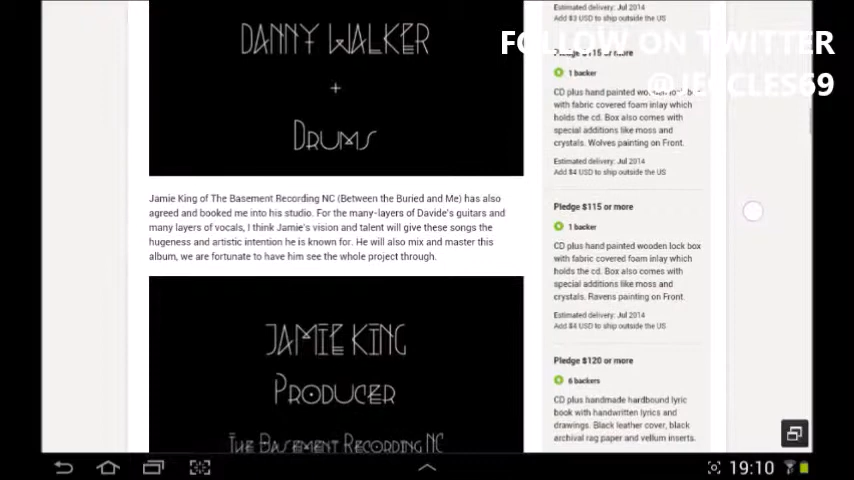 DANNY WALKER
+
DRUMS
Jamie King of The Basement Recording NC (Between the Buried and Me) has also
agreed and booked me into his studio. For the many-layers of Davide's guitars and
many layers of vocals, I think Jamie's vision and talent will give these songs the
hugeness and artistic intention he is known for. He will also mix and master this
album, we are fortunate to have him see the whole project through.
JAMIE KING
PRODUCER
THE BASEMENT RECORDING NC
Estimated delivery: Jul 2014
Add $3 USD to ship outside the US
FOLLOW ON TWITTER
@JECCLES69
Pledge $115 or more
1 backer
CD plus hand painted wooden lock box
with fabric covered foam inlay which
holds the cd. Box also comes with
special additions like moss and
crystals. Wolves painting on Front.
Estimated delivery: Jul 2014
Add $4 USD to ship outside the US
Pledge $115 or more
1 backer
CD plus hand painted wooden lock box
with fabric covered foam inlay which
holds the cd. Box also comes with
special additions like moss and
crystals. Ravens painting on Front.
Estimated delivery: Jul 2014
Add $4 USD to ship outside the US
Pledge $120 or more
6 backers
CD plus handmade hardbound lyric
book with handwritten lyrics and
drawings. Black leather cover, black
archival rag paper and vellum inserts.
19:10